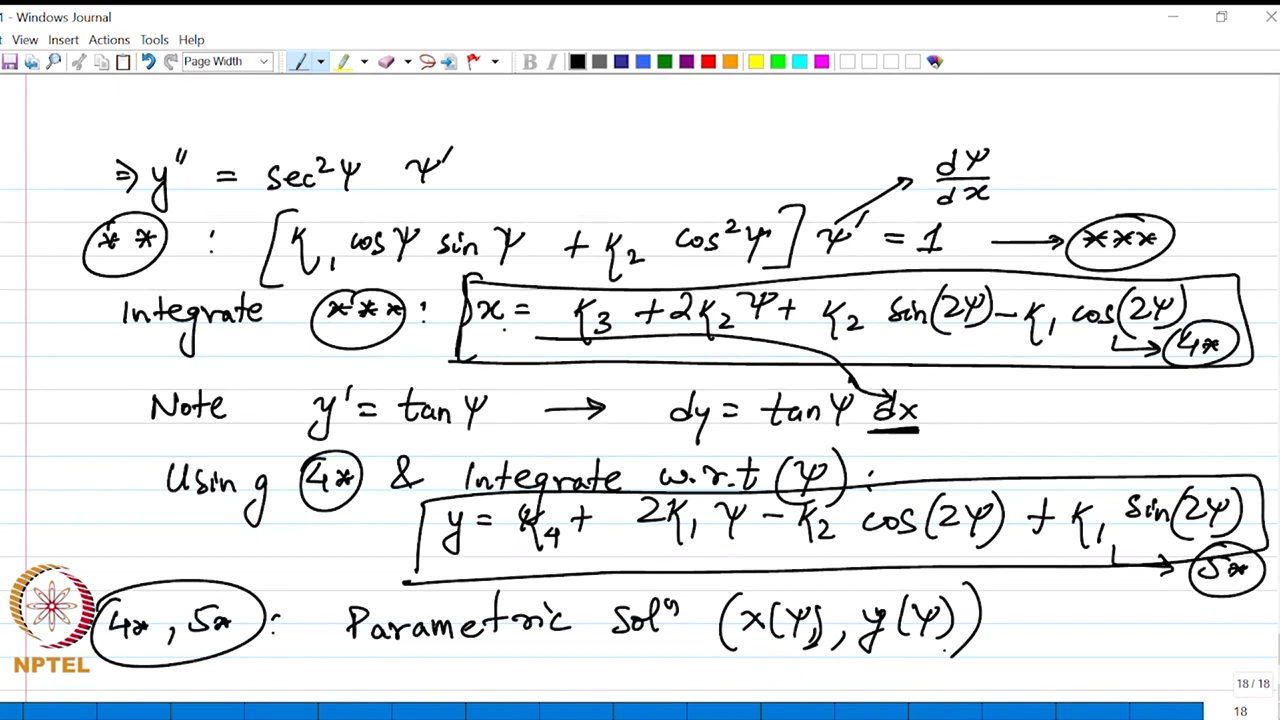 1 - Windows Journal
t View Insert Actions Tools Help
Page Width
B I
⇒ y'' = sec²ψ ψ'
dψ/dx
** : [K₁ cosψ sinψ + K₂ cos²ψ] ψ' = 1 → ***
Integrate *** : x = K₃ + 2K₂ψ + K₂ sin(2ψ) - K₁ cos(2ψ) → 4*
Note y' = tanψ → dy = tanψ dx
Using 4* & Integrate w.r.t (ψ) :
y = K₄ + 2K₁ψ - K₂ cos(2ψ) + K₁ sin(2ψ) → 5*
4*, 5* : Parametric Solⁿ (x(ψ), y(ψ))
NPTEL
18 / 18
18